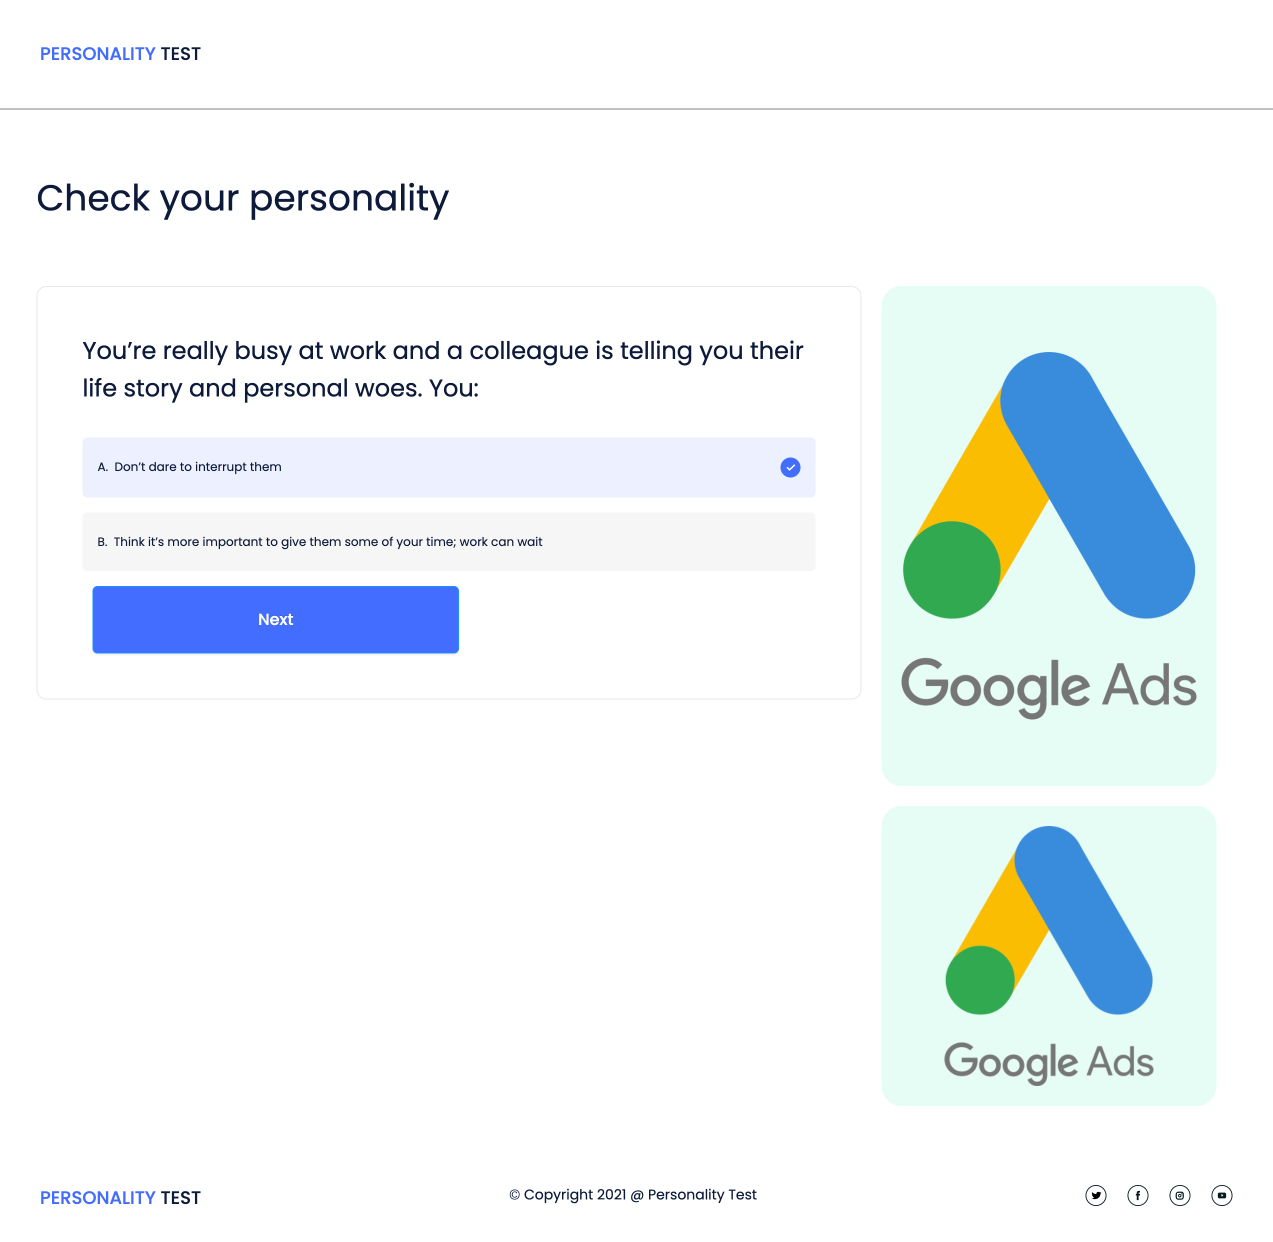 PERSONALITY TEST
Check your personality
You’re really busy at work and a colleague is telling you their
life story and personal woes. You:
A. Don’t dare to interrupt them
B. Think it’s more important to give them some of your time; work can wait
Next
Google Ads
Google Ads
PERSONALITY TEST
© Copyright 2021 @ Personality Test